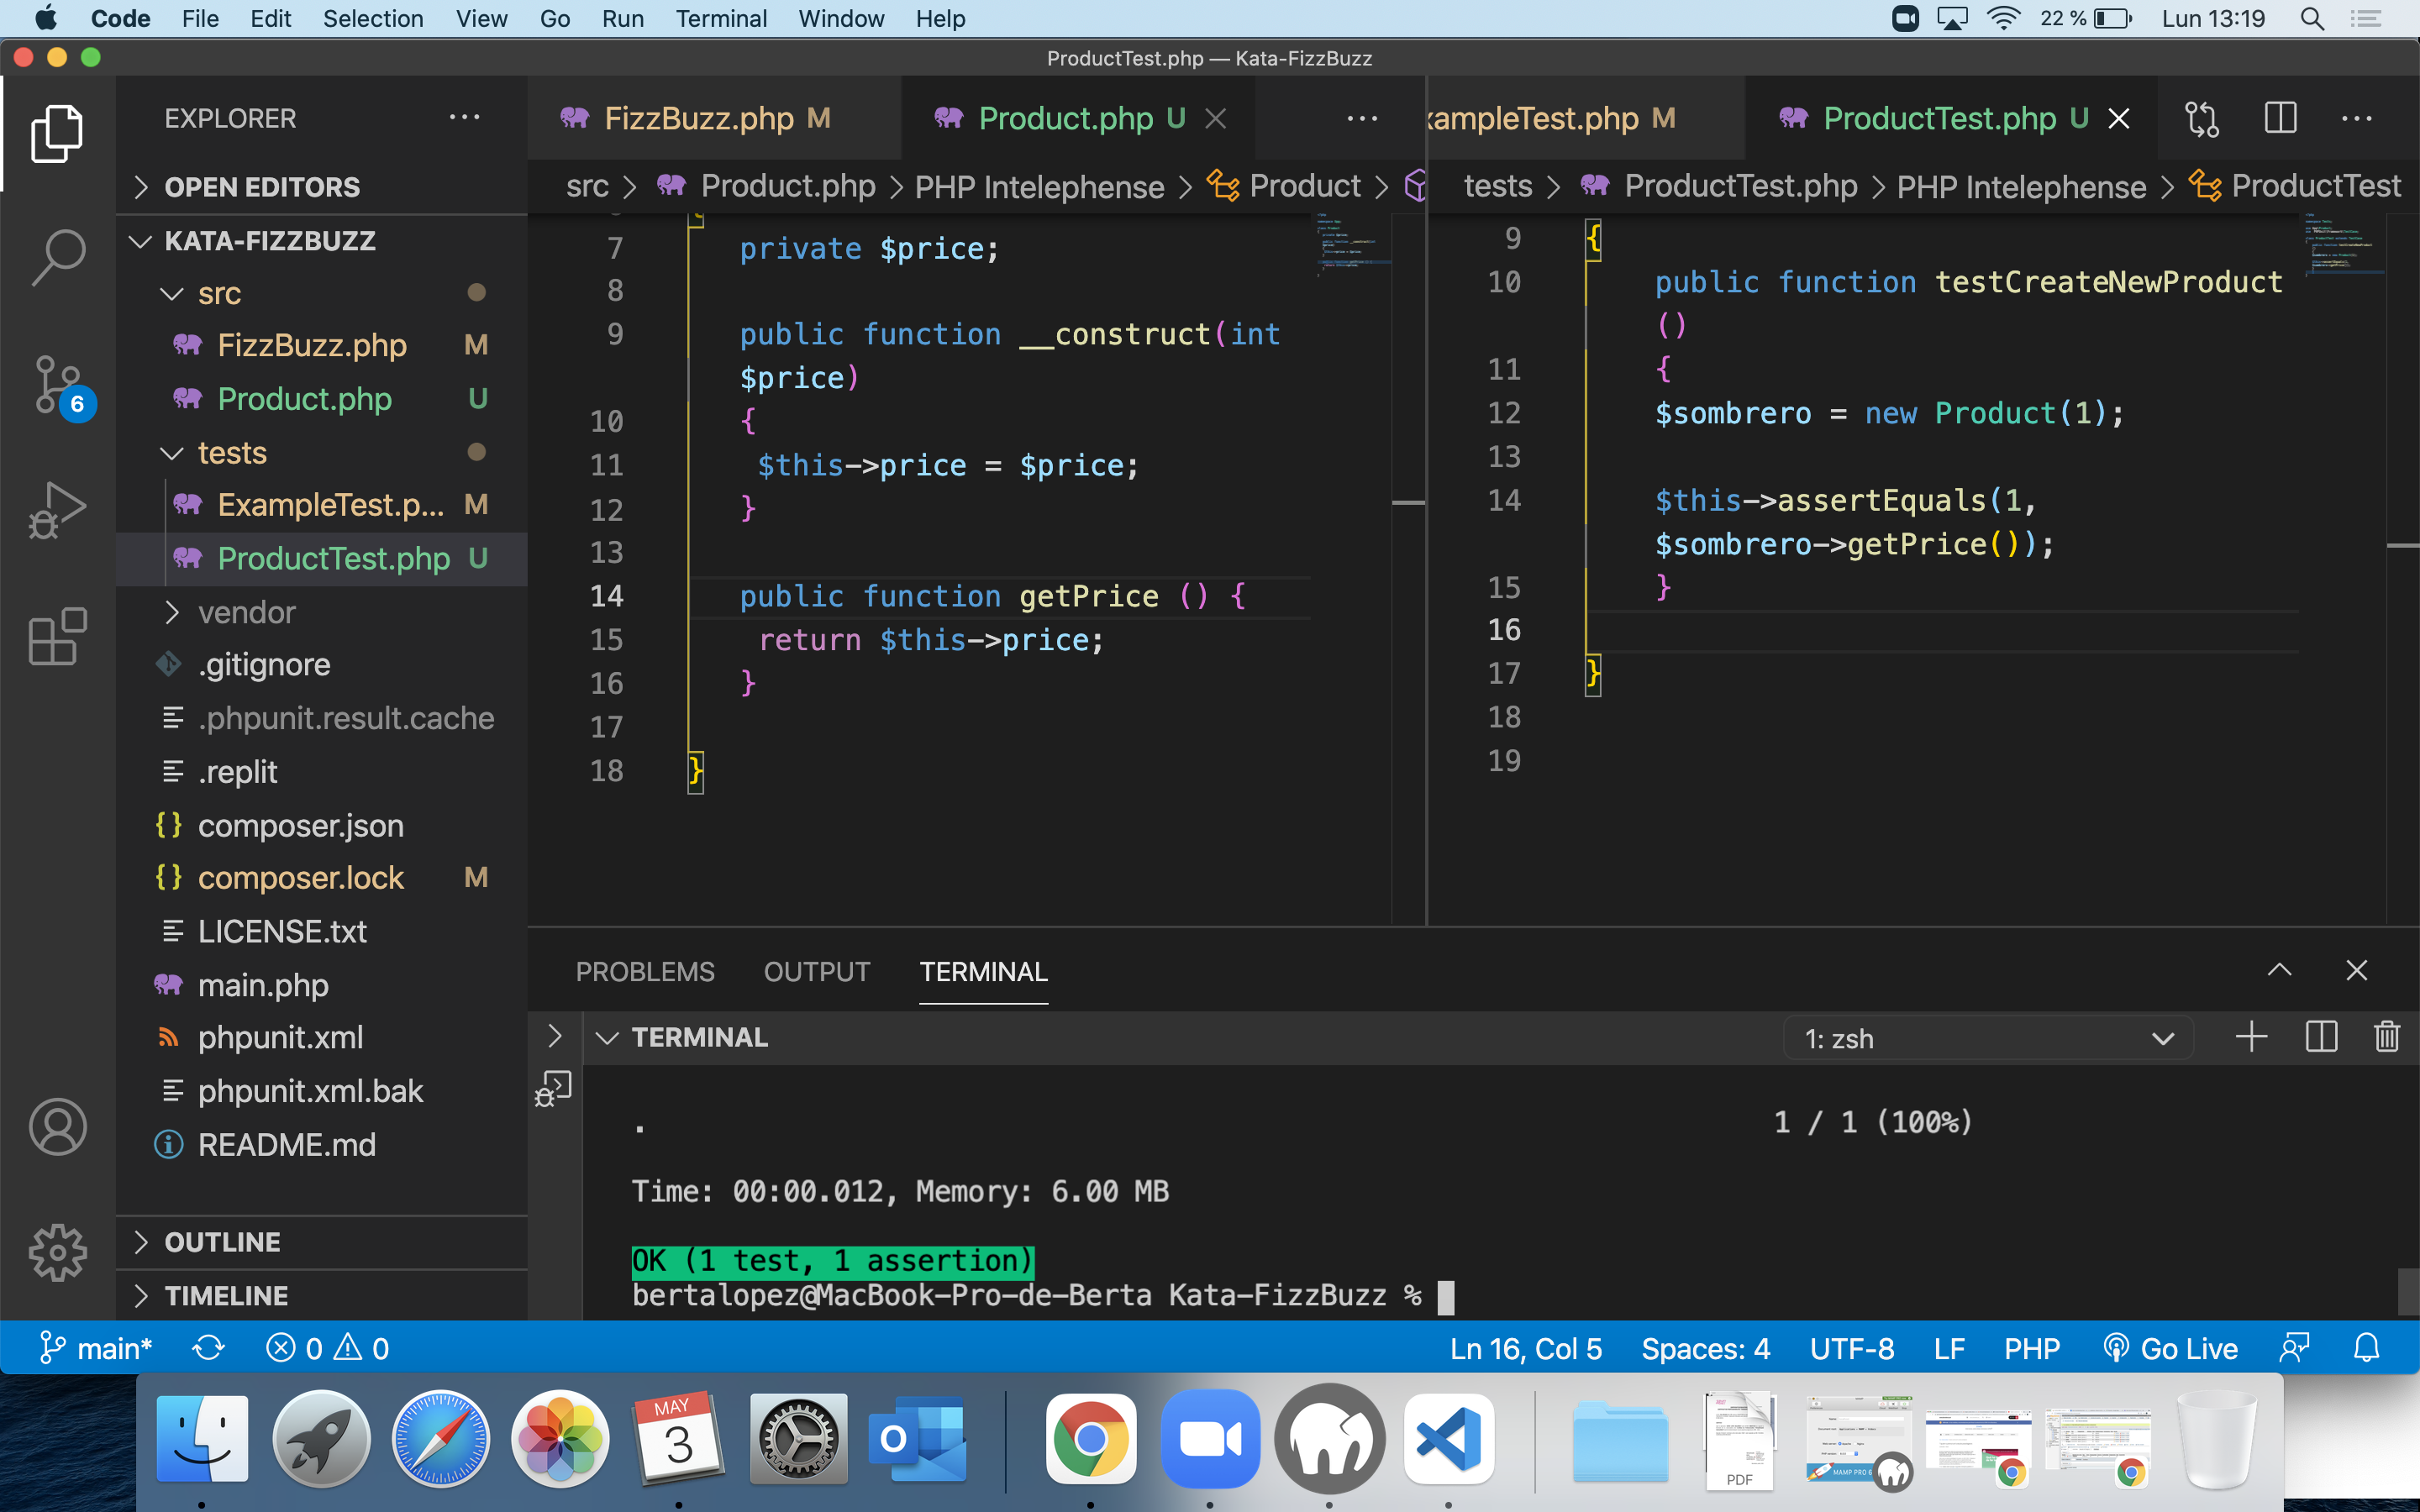 Code File Edit Selection View Go Run Terminal Window Help 22 % Lun 13:19
ProductTest.php — Kata-FizzBuzz
EXPLORER
OPEN EDITORS
KATA-FIZZBUZZ
src
FizzBuzz.php M
Product.php U
tests
ExampleTest.p... M
ProductTest.php U
vendor
.gitignore
.phpunit.result.cache
.replit
composer.json
composer.lock M
LICENSE.txt
main.php
phpunit.xml
phpunit.xml.bak
README.md
OUTLINE
TIMELINE
6
FizzBuzz.php M Product.php U
src > Product.php > PHP Intelephense > Product >
7 private $price;
8
9 public function __construct(int
$price)
10 {
11 $this->price = $price;
12 }
13
14 public function getPrice () {
15 return $this->price;
16 }
17
18 }
xampleTest.php M ProductTest.php U
tests > ProductTest.php > PHP Intelephense > ProductTest
9 {
10 public function testCreateNewProduct
()
11 {
12 $sombrero = new Product(1);
13
14 $this->assertEquals(1,
$sombrero->getPrice());
15 }
16
17 }
18
19
PROBLEMS OUTPUT TERMINAL
TERMINAL 1: zsh
. 1 / 1 (100%)
Time: 00:00.012, Memory: 6.00 MB
OK (1 test, 1 assertion)
bertalopez@MacBook-Pro-de-Berta Kata-FizzBuzz %
main* 0 0 Ln 16, Col 5 Spaces: 4 UTF-8 LF PHP Go Live
MAY
3
PDF
MAMP PRO 6